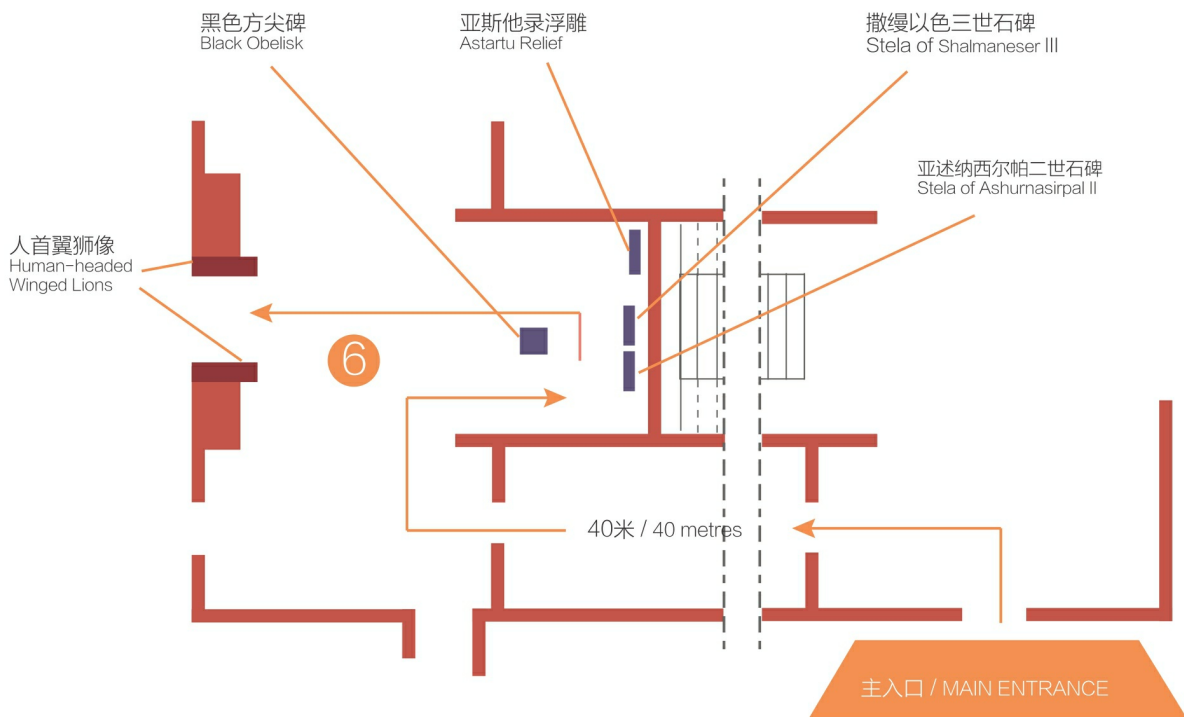 黑色方尖碑
Black Obelisk
亚斯他录浮雕
Astartu Relief
撒缦以色三世石碑
Stela of Shalmaneser III
亚述纳西尔帕二世石碑
Stela of Ashurnasirpal II
人首翼狮像
Human-headed
Winged Lions
6
40米 / 40 metres
主入口 / MAIN ENTRANCE